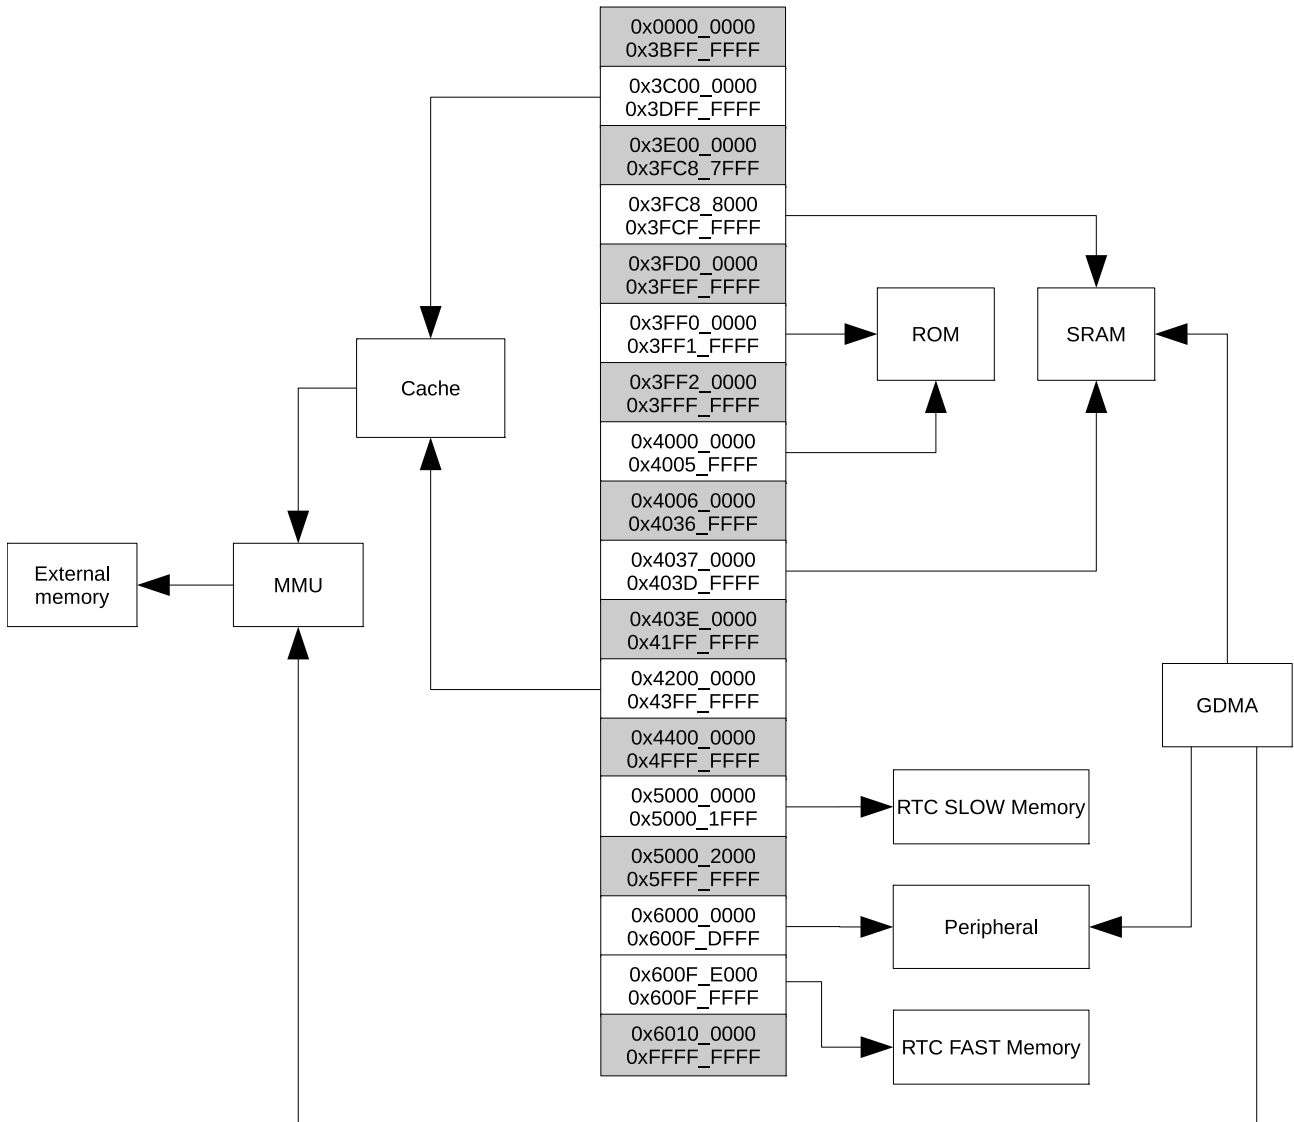 0x0000_0000
0x3BFF_FFFF
0x3C00_0000
0x3DFF_FFFF
0x3E00_0000
0x3FC8_7FFF
0x3FC8_8000
0x3FCF_FFFF
0x3FD0_0000
0x3FEF_FFFF
0x3FF0_0000
0x3FF1_FFFF
0x3FF2_0000
0x3FFF_FFFF
0x4000_0000
0x4005_FFFF
0x4006_0000
0x4036_FFFF
0x4037_0000
0x403D_FFFF
0x403E_0000
0x41FF_FFFF
0x4200_0000
0x43FF_FFFF
0x4400_0000
0x4FFF_FFFF
0x5000_0000
0x5000_1FFF
0x5000_2000
0x5FFF_FFFF
0x6000_0000
0x600F_DFFF
0x600F_E000
0x600F_FFFF
0x6010_0000
0xFFFF_FFFF
Cache
External
memory
MMU
ROM
SRAM
GDMA
RTC SLOW Memory
Peripheral
RTC FAST Memory